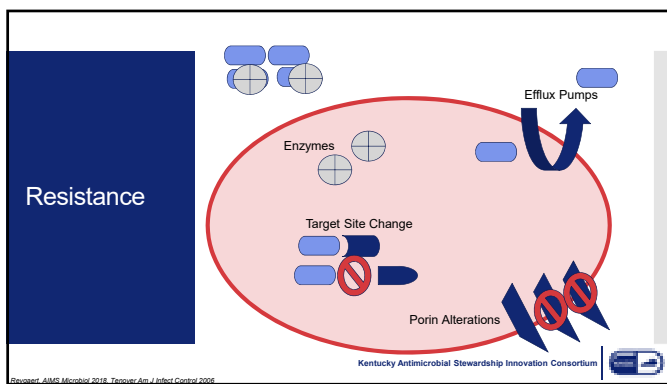 Efflux Pumps
Enzymes
Resistance
Target Site Change
Porin Alterations
Kentucky Antimicrobial Stewardship Innovation Consortium
Reygaert. AIMS Microbiol 2018. Tenover Am J Infect Control 2006